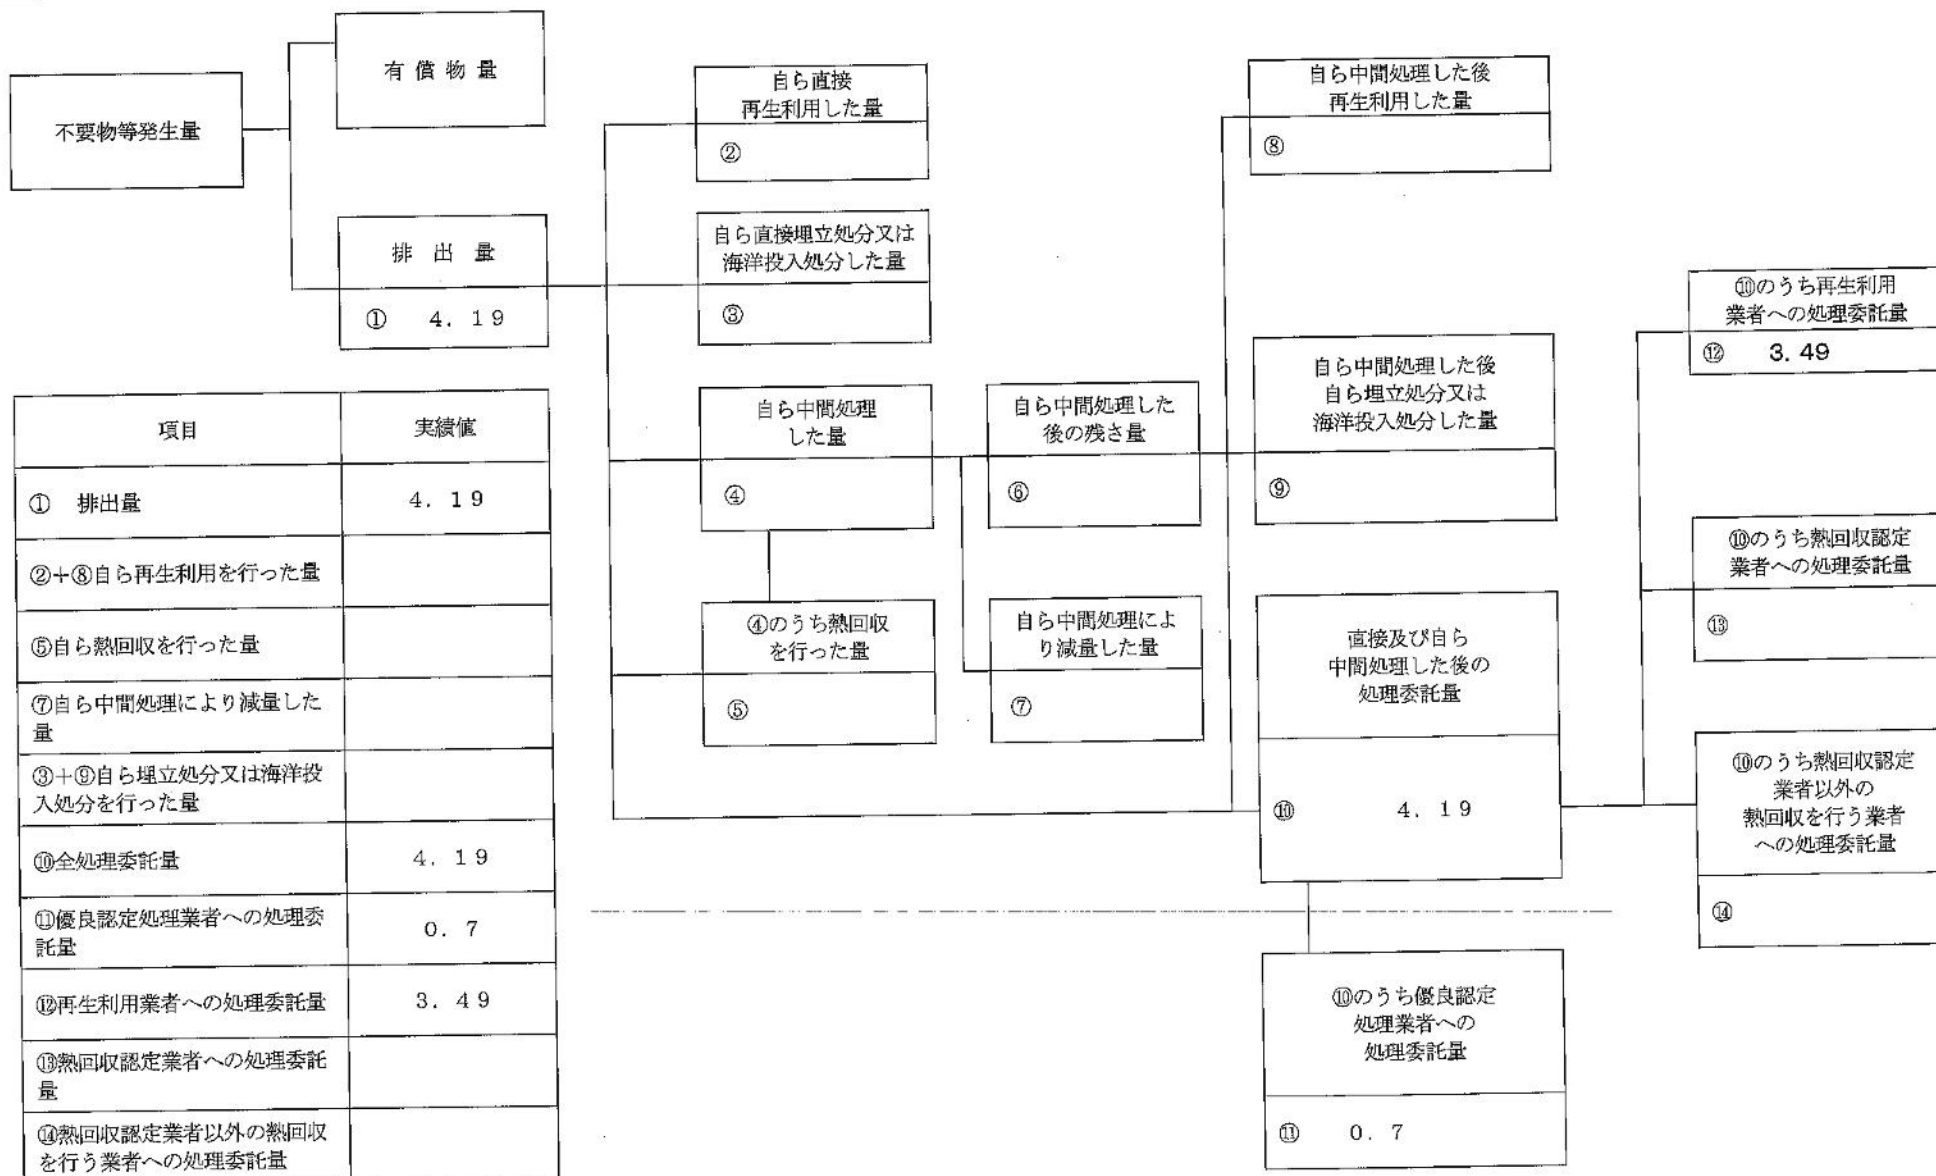 不要物等発生量
有償物量
排出量
① 4.19
自ら直接
再生利用した量
②
自ら直接埋立処分又は
海洋投入処分した量
③
自ら中間処理
した量
④
④のうち熱回収
を行った量
⑤
自ら中間処理した
後の残さ量
⑥
自ら中間処理によ
り減量した量
⑦
自ら中間処理した後
再生利用した量
⑧
自ら中間処理した後
自ら埋立処分又は
海洋投入処分した量
⑨
直接及び自ら
中間処理した後の
処理委託量
⑩ 4.19
⑩のうち優良認定
処理業者への
処理委託量
⑪ 0.7
⑩のうち再生利用
業者への処理委託量
⑫ 3.49
⑩のうち熱回収認定
業者への処理委託量
⑬
⑩のうち熱回収認定
業者以外の
熱回収を行う業者
への処理委託量
⑭
項目 実績値
① 排出量 4.19
②+⑧自ら再生利用を行った量
⑤自ら熱回収を行った量
⑦自ら中間処理により減量した
量
③+⑨自ら埋立処分又は海洋投
入処分を行った量
⑩全処理委託量 4.19
⑪優良認定処理業者への処理委
託量 0.7
⑫再生利用業者への処理委託量 3.49
⑬熱回収認定業者への処理委託
量
⑭熱回収認定業者以外の熱回収
を行う業者への処理委託量